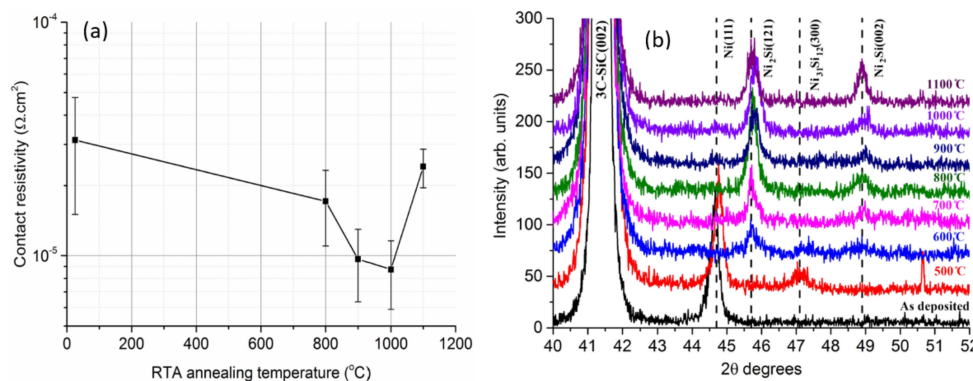 (a)
Contact resistivity (Ω.cm²)
10⁻⁴
10⁻⁵
0 200 400 600 800 1000 1200
RTA annealing temperature (°C)
(b)
Intensity (arb. units)
300
250
200
150
100
50
0
3C-SiC(002)
Ni(111)
Ni₂Si(121)
Ni₃₁Si₁₂(300)
Ni₂Si(002)
1100℃
1000℃
900℃
800℃
700℃
600℃
500℃
As deposited
40 41 42 43 44 45 46 47 48 49 50 51 52
2θ degrees